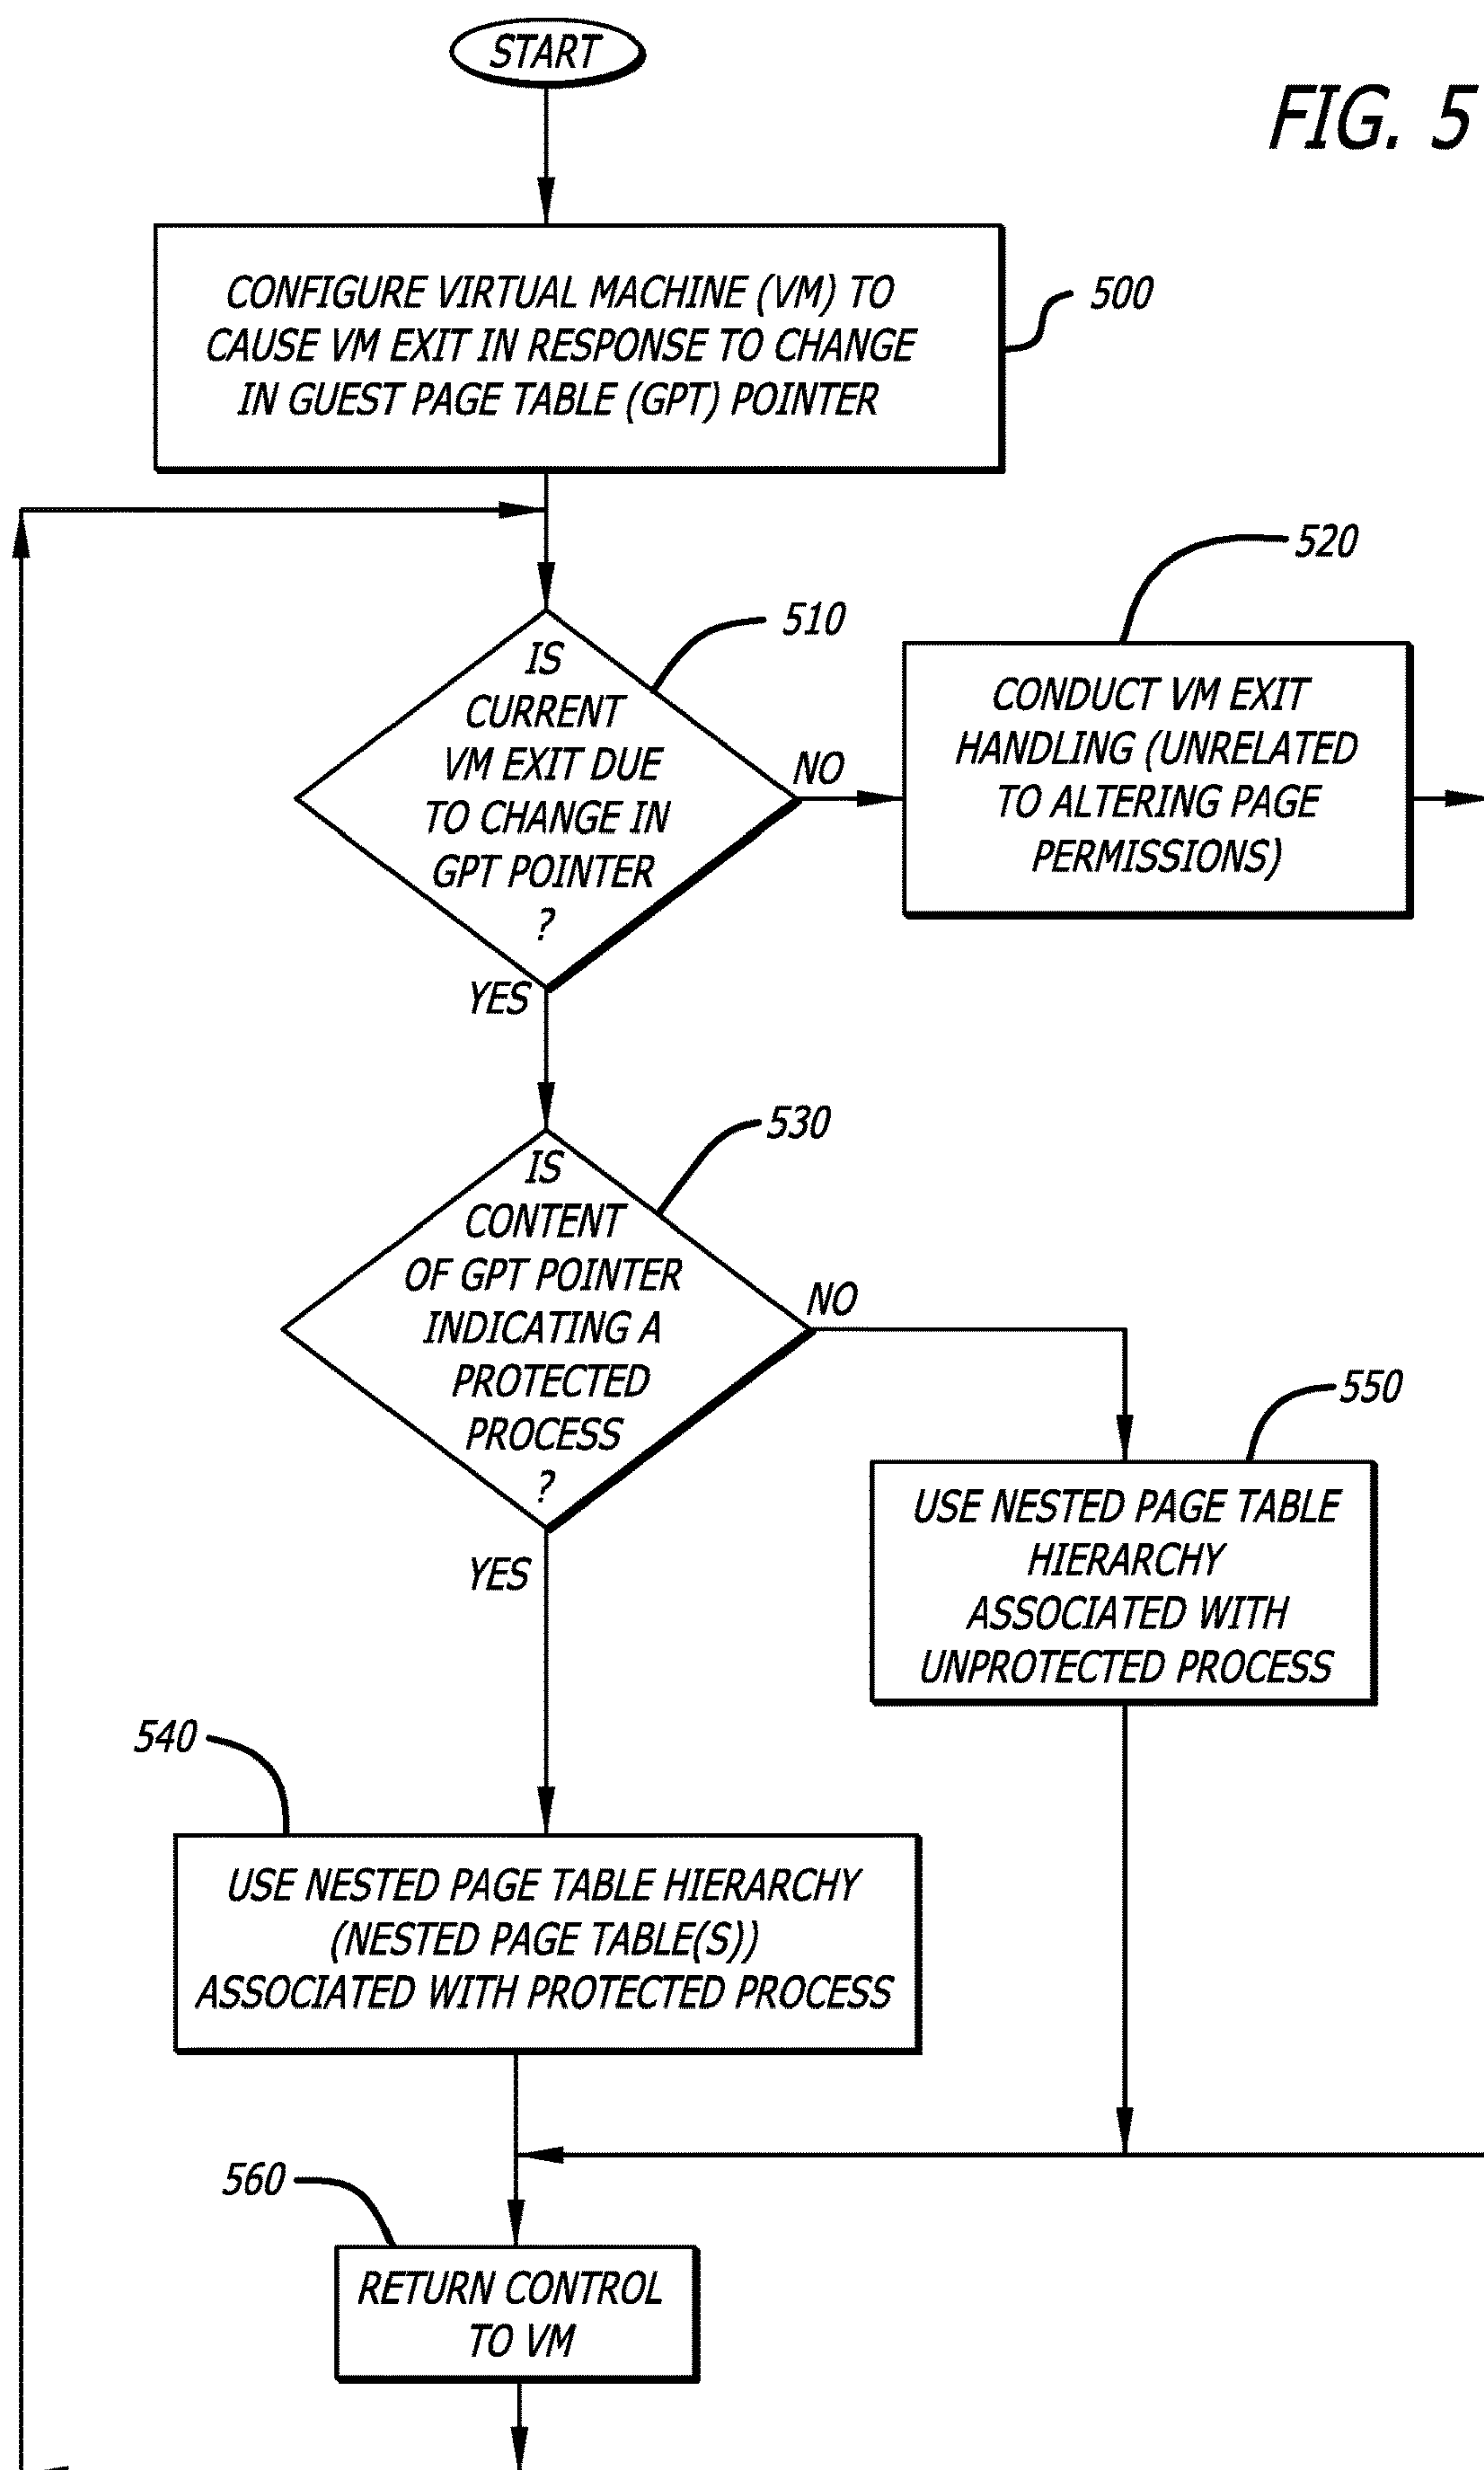 START
FIG. 5
CONFIGURE VIRTUAL MACHINE (VM) TO
CAUSE VM EXIT IN RESPONSE TO CHANGE
IN GUEST PAGE TABLE (GPT) POINTER
500
510
IS
CURRENT
VM EXIT DUE
TO CHANGE IN
GPT POINTER
?
NO
YES
520
CONDUCT VM EXIT
HANDLING (UNRELATED
TO ALTERING PAGE
PERMISSIONS)
530
IS
CONTENT
OF GPT POINTER
INDICATING A
PROTECTED
PROCESS
?
NO
YES
550
USE NESTED PAGE TABLE
HIERARCHY
ASSOCIATED WITH
UNPROTECTED PROCESS
540
USE NESTED PAGE TABLE HIERARCHY
(NESTED PAGE TABLE(S))
ASSOCIATED WITH PROTECTED PROCESS
560
RETURN CONTROL
TO VM